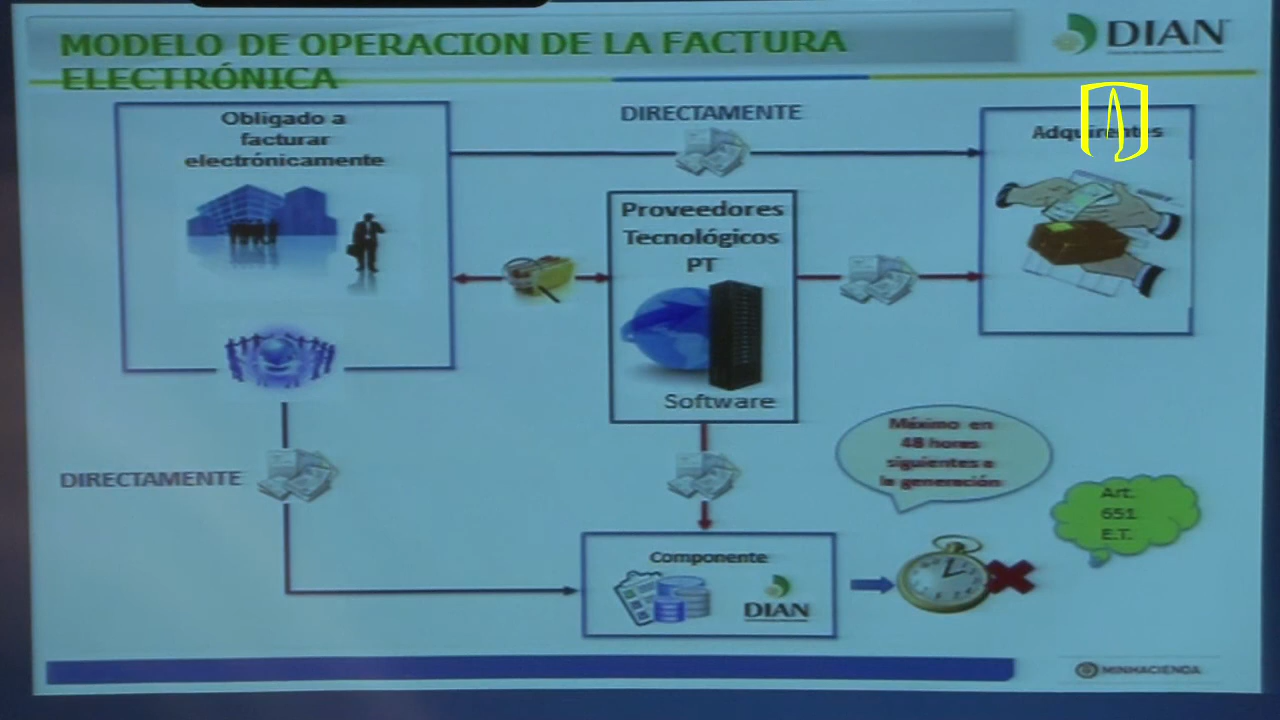 MODELO DE OPERACION DE LA FACTURA
ELECTRÓNICA
DIAN
Obligado a
facturar
electrónicamente
DIRECTAMENTE
Adquirentes
Proveedores
Tecnológicos
PT
Software
DIRECTAMENTE
Máximo en
48 horas
siguientes a
la generación
Art.
651
E.T.
Componente
DIAN
MINHACIENDA